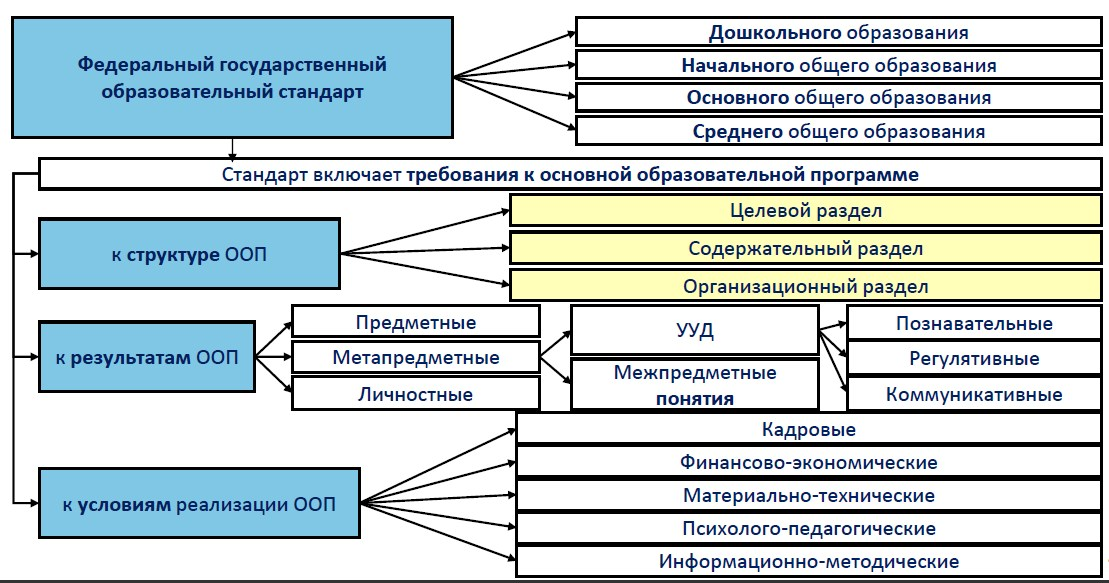 Федеральный государственный
образовательный стандарт
Дошкольного образования
Начального общего образования
Основного общего образования
Среднего общего образования
Стандарт включает требования к основной образовательной программе
к структуре ООП
Целевой раздел
Содержательный раздел
Организационный раздел
к результатам ООП
Предметные
Метапредметные
Личностные
УУД
Межпредметные
понятия
Познавательные
Регулятивные
Коммуникативные
к условиям реализации ООП
Кадровые
Финансово-экономические
Материально-технические
Психолого-педагогические
Информационно-методические